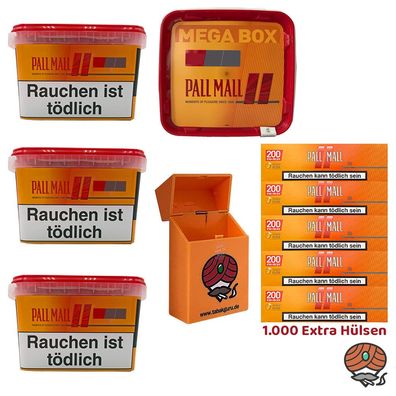 PALL MALL
Rauchen ist
tödlich
MEGA BOX
PALL MALL
PALL MALL
Rauchen ist
tödlich
PALL MALL
Rauchen ist
tödlich
www.tabakguru.de
200
PALL MALL
Rauchen kann tödlich sein
200
PALL MALL
Rauchen kann tödlich sein
200
PALL MALL
Rauchen kann tödlich sein
200
PALL MALL
Rauchen kann tödlich sein
200
PALL MALL
Rauchen kann tödlich sein
1.000 Extra Hülsen